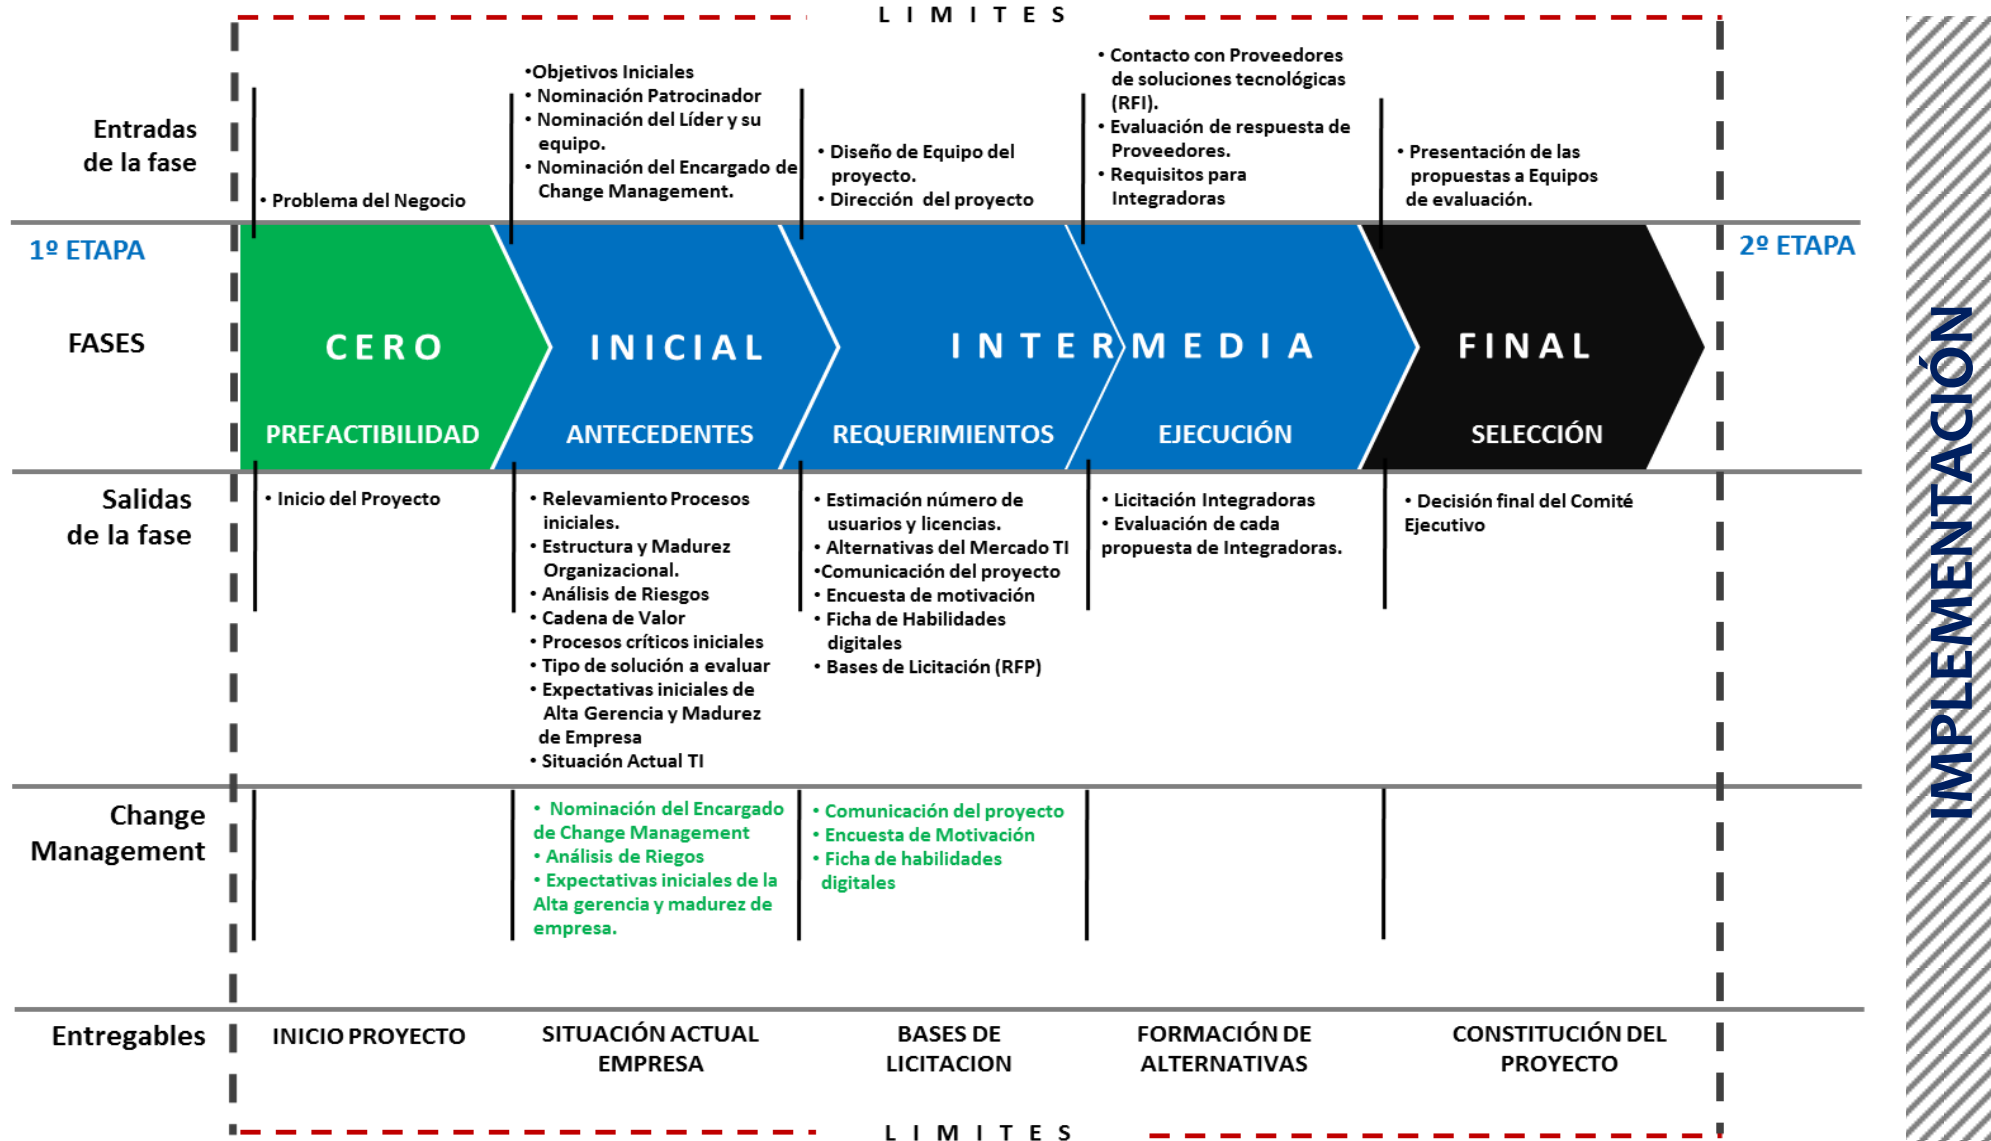 L I M I T E S
Entradas
de la fase
• Problema del Negocio
•Objetivos Iniciales
• Nominación Patrocinador
• Nominación del Líder y su
equipo.
• Nominación del Encargado de
Change Management.
• Diseño de Equipo del
proyecto.
• Dirección del proyecto
• Contacto con Proveedores
de soluciones tecnológicas
(RFI).
• Evaluación de respuesta de
Proveedores.
• Requisitos para
Integradoras
• Presentación de las
propuestas a Equipos
de evaluación.
1º ETAPA
2º ETAPA
FASES
CERO
INICIAL
INTERMEDIA
FINAL
PREFACTIBILIDAD
ANTECEDENTES
REQUERIMIENTOS
EJECUCIÓN
SELECCIÓN
IMPLEMENTACIÓN
Salidas
de la fase
• Inicio del Proyecto
• Relevamiento Procesos
iniciales.
• Estructura y Madurez
Organizacional.
• Análisis de Riesgos
• Cadena de Valor
• Procesos críticos iniciales
• Tipo de solución a evaluar
• Expectativas iniciales de
Alta Gerencia y Madurez
de Empresa
• Situación Actual TI
• Estimación número de
usuarios y licencias.
• Alternativas del Mercado TI
•Comunicación del proyecto
• Encuesta de motivación
• Ficha de Habilidades
digitales
• Bases de Licitación (RFP)
• Licitación Integradoras
• Evaluación de cada
propuesta de Integradoras.
• Decisión final del Comité
Ejecutivo
Change
Management
• Nominación del Encargado
de Change Management
• Análisis de Riegos
• Expectativas iniciales de la
Alta gerencia y madurez de
empresa.
• Comunicación del proyecto
• Encuesta de Motivación
• Ficha de habilidades
digitales
Entregables
INICIO PROYECTO
SITUACIÓN ACTUAL
EMPRESA
BASES DE
LICITACION
FORMACIÓN DE
ALTERNATIVAS
CONSTITUCIÓN DEL
PROYECTO
L I M I T E S